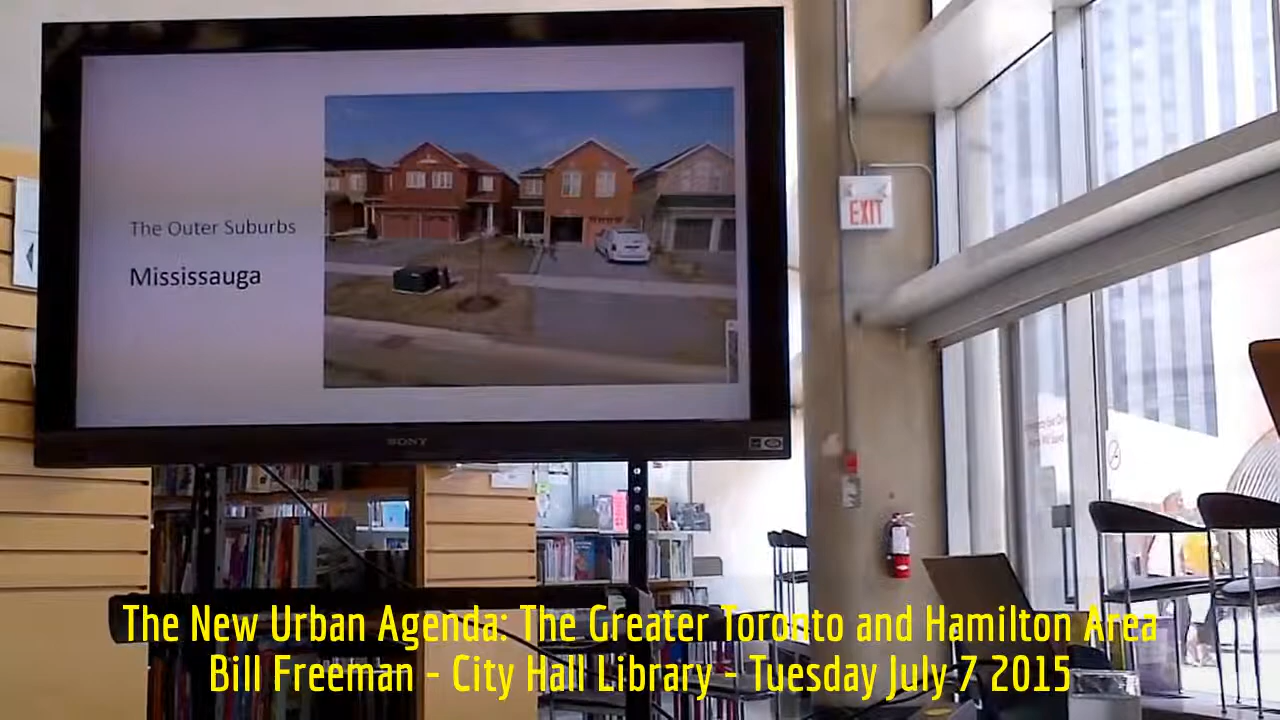 The Outer Suburbs
Mississauga
EXIT
SONY
The New Urban Agenda: The Greater Toronto and Hamilton Area
Bill Freeman - City Hall Library - Tuesday July 7 2015